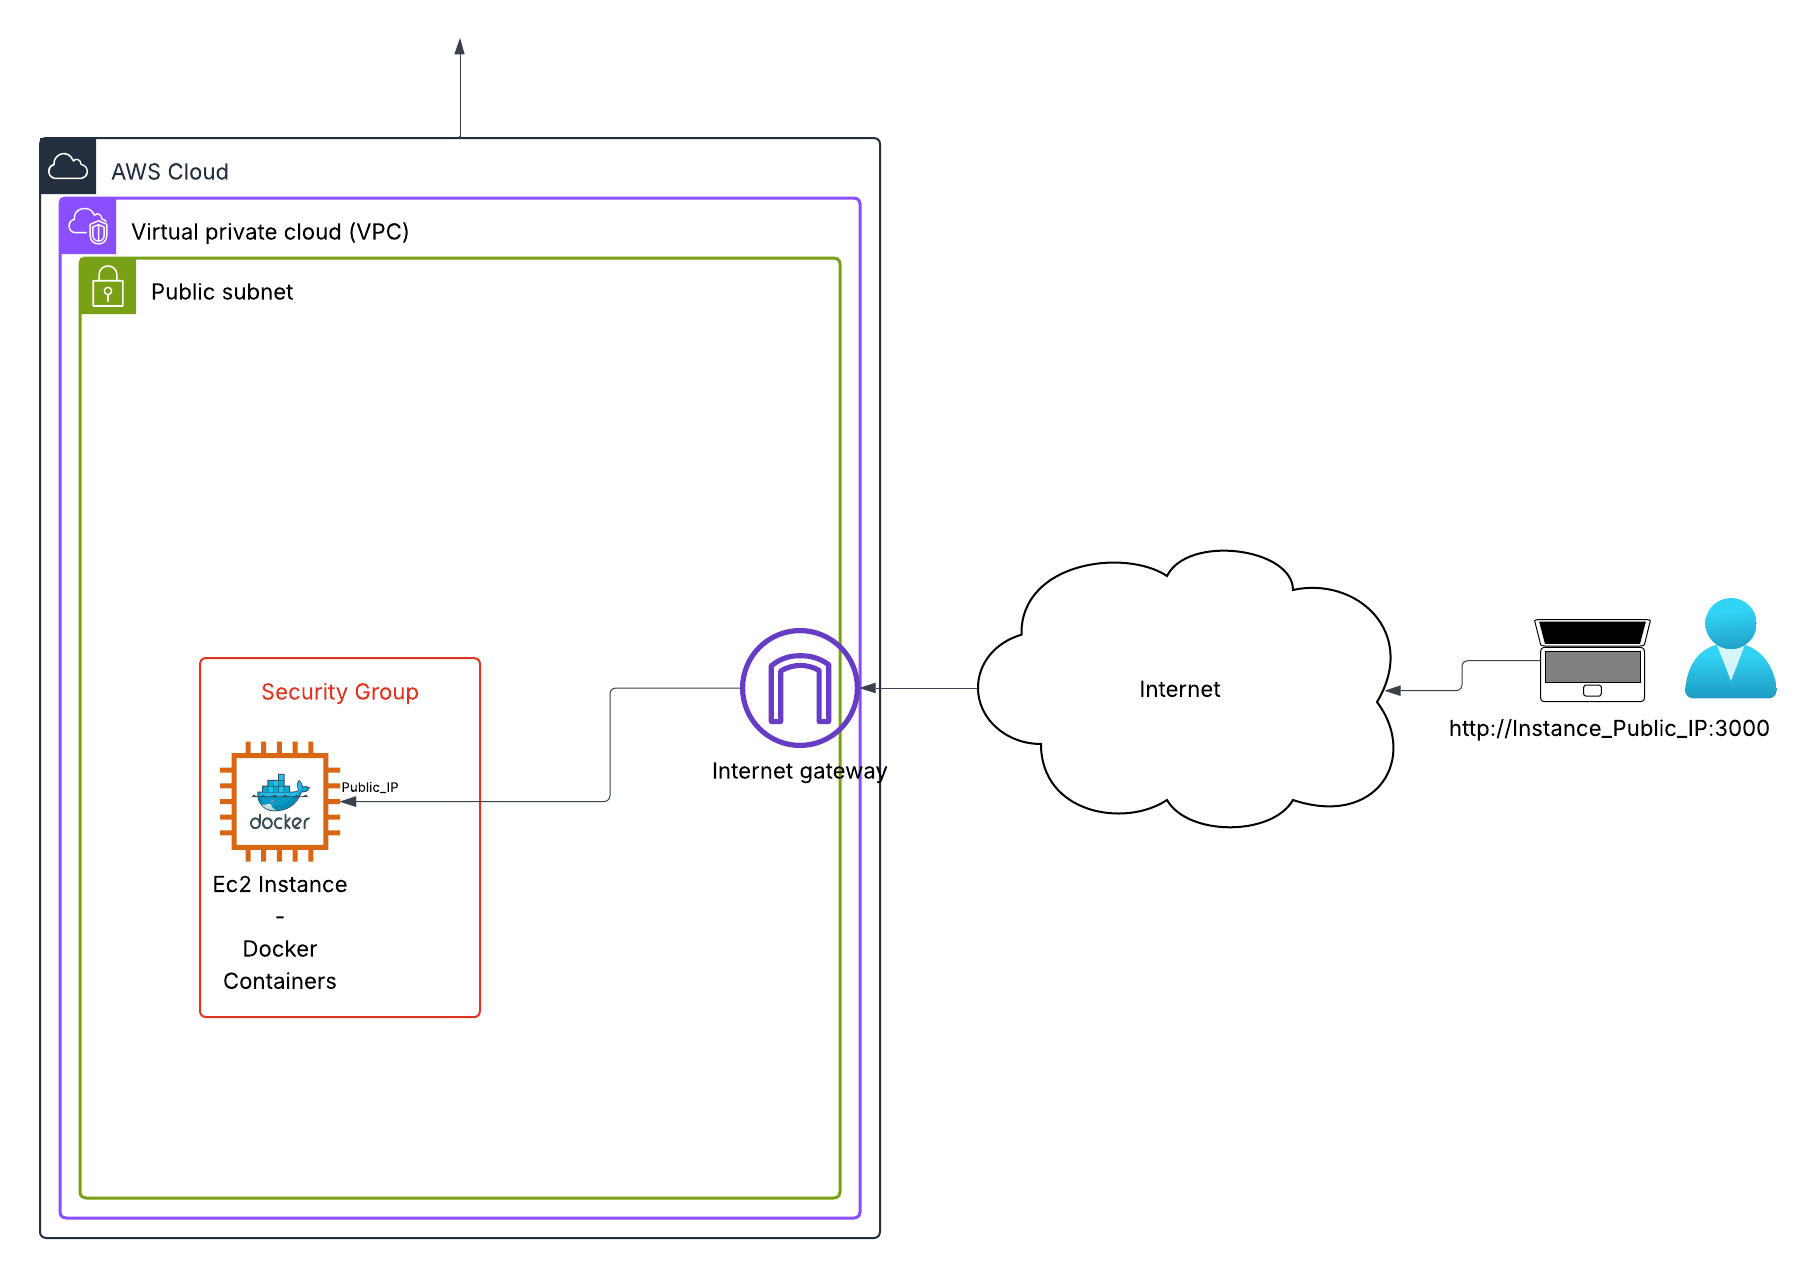 AWS Cloud
Virtual private cloud (VPC)
Public subnet
Security Group
Public_IP
docker
Ec2 Instance
-
Docker
Containers
Internet gateway
Internet
http://Instance_Public_IP:3000